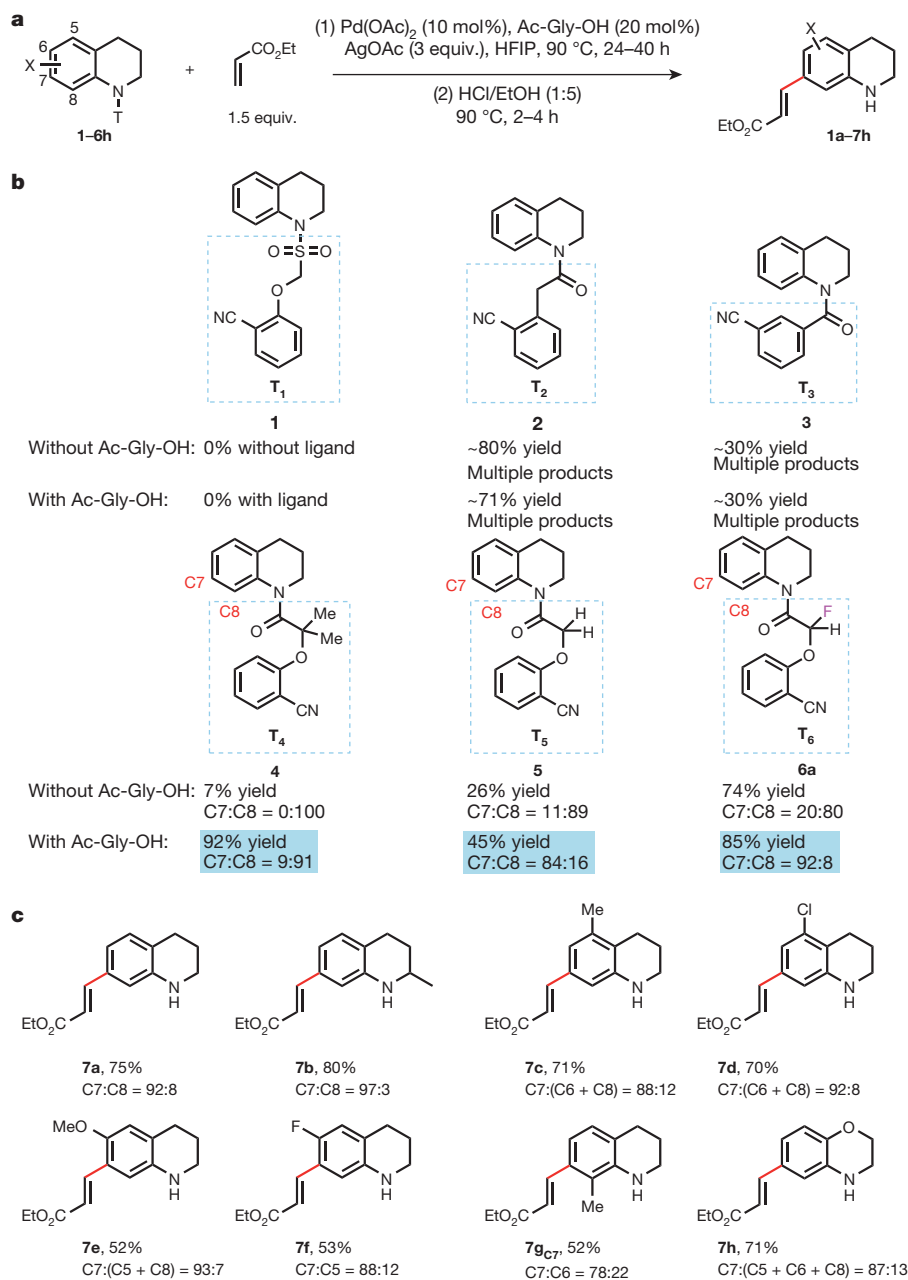 a
(1) Pd(OAc)2 (10 mol%), Ac-Gly-OH (20 mol%)
AgOAc (3 equiv.), HFIP, 90 °C, 24–40 h
(2) HCl/EtOH (1:5)
90 °C, 2–4 h
X
5
6
7
8
N
T
1–6h
+
CO2Et
1.5 equiv.
X
N
H
EtO2C
1a–7h
b
N
O=S=O
O
NC
T1
1
N
O
NC
T2
2
N
O
NC
T3
3
Without Ac-Gly-OH: 0% without ligand
~80% yield
Multiple products
~30% yield
Multiple products
With Ac-Gly-OH: 0% with ligand
~71% yield
Multiple products
~30% yield
Multiple products
C7
C8
N
O
Me
Me
O
CN
T4
4
C7
C8
N
O
H
H
O
CN
T5
5
C7
C8
N
O
F
H
O
CN
T6
6a
Without Ac-Gly-OH: 7% yield
C7:C8 = 0:100
26% yield
C7:C8 = 11:89
74% yield
C7:C8 = 20:80
With Ac-Gly-OH: 92% yield
C7:C8 = 9:91
45% yield
C7:C8 = 84:16
85% yield
C7:C8 = 92:8
c
N
H
EtO2C
7a, 75%
C7:C8 = 92:8
N
H
EtO2C
7b, 80%
C7:C8 = 97:3
Me
N
H
EtO2C
7c, 71%
C7:(C6 + C8) = 88:12
Cl
N
H
EtO2C
7d, 70%
C7:(C6 + C8) = 92:8
MeO
N
H
EtO2C
7e, 52%
C7:(C5 + C8) = 93:7
F
N
H
EtO2C
7f, 53%
C7:C5 = 88:12
N
H
Me
EtO2C
7gC7, 52%
C7:C6 = 78:22
O
N
H
EtO2C
7h, 71%
C7:(C5 + C6 + C8) = 87:13